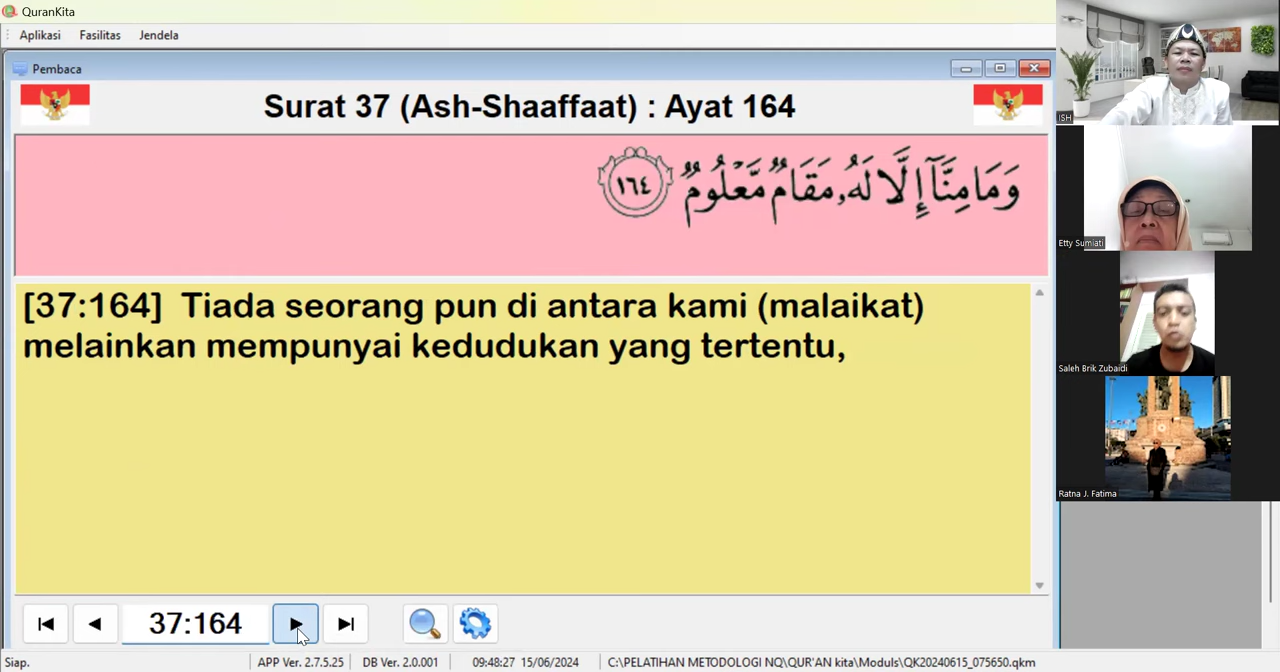 QuranKita
Aplikasi Fasilitas Jendela
Pembaca
Surat 37 (Ash-Shaaffaat) : Ayat 164
وَمَا مِنَّآ إِلَّا لَهُۥ مَقَامٌ مَّعْلُومٌ ١٦٤
[37:164] Tiada seorang pun di antara kami (malaikat)
melainkan mempunyai kedudukan yang tertentu,
37:164
Siap. APP Ver. 2.7.5.25 DB Ver. 2.0.001 09:48:27 15/06/2024 C:\PELATIHAN METODOLOGI NQ\QUR'AN kita\Moduls\QK20240615_075650.qkm
ISH
Etty Sumiati
Saleh Brik Zubaidi
Ratna J. Fatima